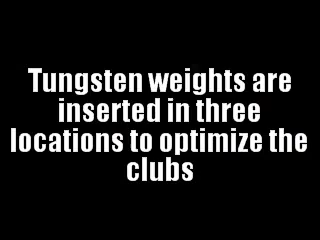 Tungsten weights are
inserted in three
locations to optimize the
clubs